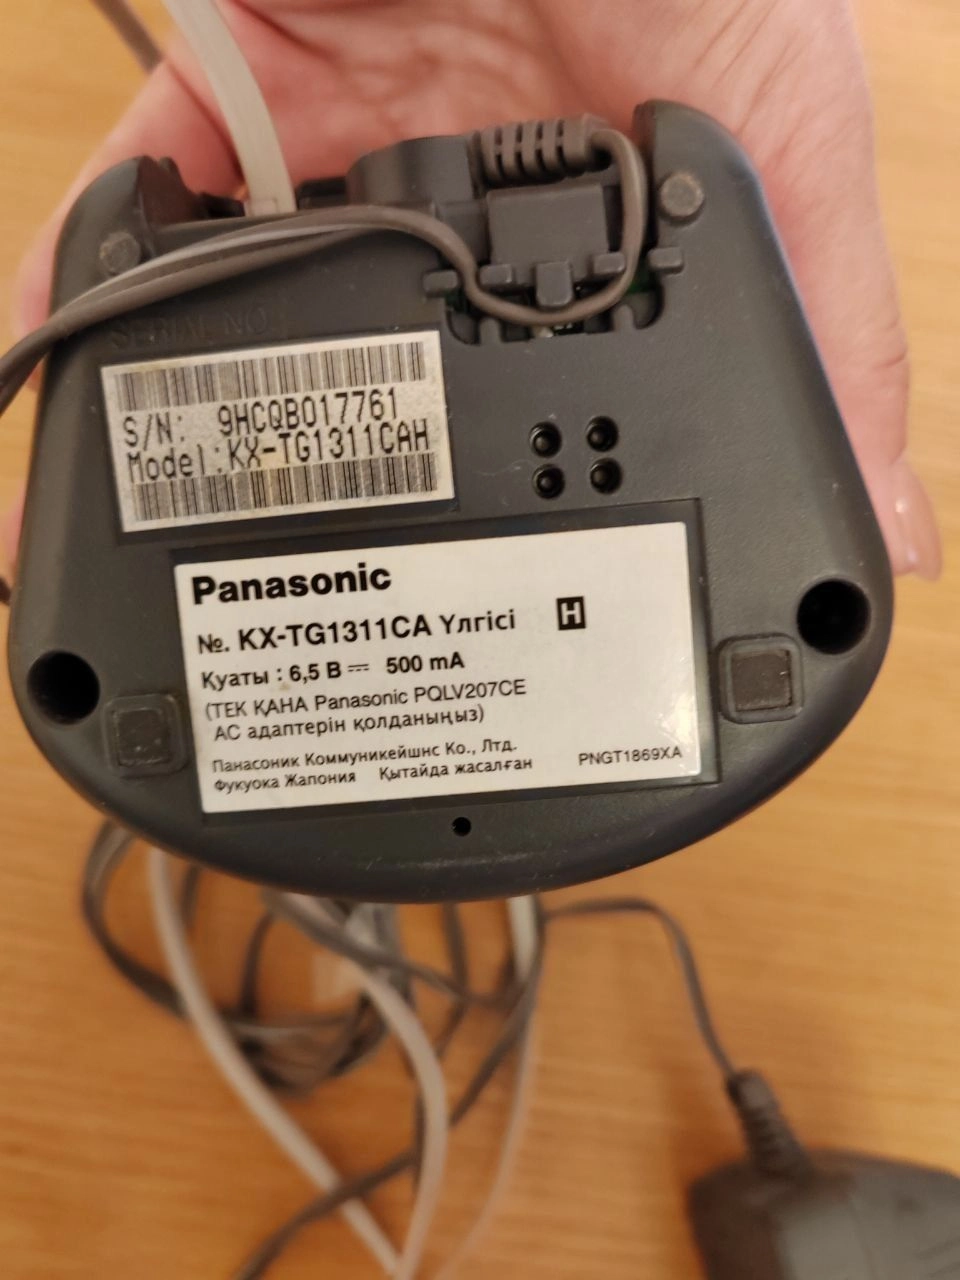 SERIAL NO.
S/N: 9HCQB017761
Model:KX-TG1311CAH
Panasonic
№. KX-TG1311CA Үлгісі H
Қуаты : 6,5 В ⎓ 500 mA
(ТЕК ҚАНА Panasonic PQLV207CE
АС адаптерін қолданыңыз)
Панасоник Коммуникейшнс Ко., Лтд.
Фукуока Жапония Қытайда жасалған PNGT1869XA